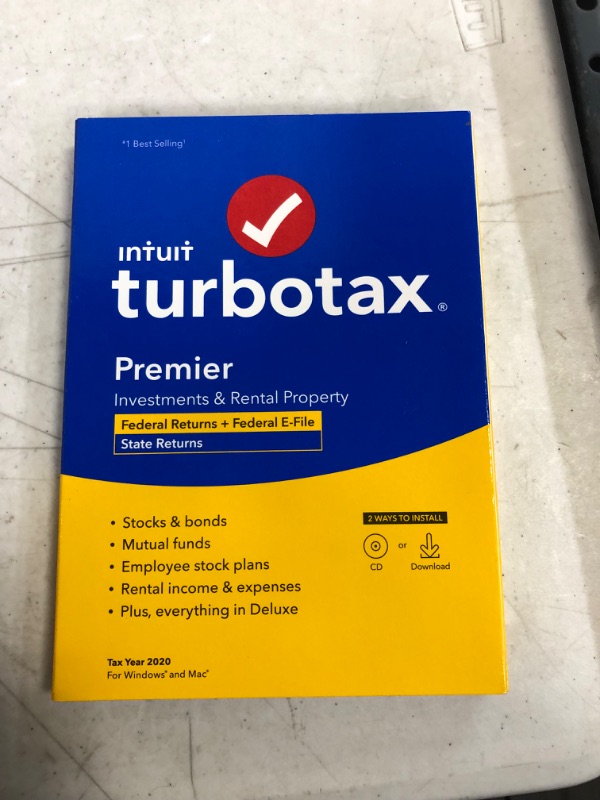 #1 Best Selling¹
intuit
turbotax®
Premier
Investments & Rental Property
Federal Returns + Federal E-File
State Returns
• Stocks & bonds
• Mutual funds
• Employee stock plans
• Rental income & expenses
• Plus, everything in Deluxe
2 WAYS TO INSTALL
CD or Download
Tax Year 2020
For Windows® and Mac®